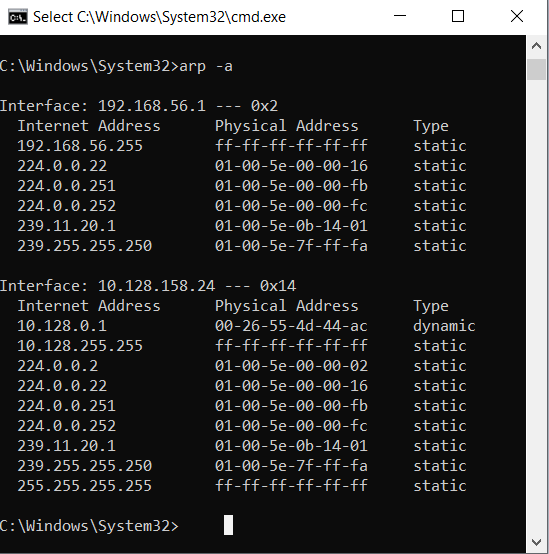 Select C:\Windows\System32\cmd.exe
C:\Windows\System32>arp -a
Interface: 192.168.56.1 --- 0x2
Internet Address Physical Address Type
192.168.56.255 ff-ff-ff-ff-ff-ff static
224.0.0.22 01-00-5e-00-00-16 static
224.0.0.251 01-00-5e-00-00-fb static
224.0.0.252 01-00-5e-00-00-fc static
239.11.20.1 01-00-5e-0b-14-01 static
239.255.255.250 01-00-5e-7f-ff-fa static
Interface: 10.128.158.24 --- 0x14
Internet Address Physical Address Type
10.128.0.1 00-26-55-4d-44-ac dynamic
10.128.255.255 ff-ff-ff-ff-ff-ff static
224.0.0.2 01-00-5e-00-00-02 static
224.0.0.22 01-00-5e-00-00-16 static
224.0.0.251 01-00-5e-00-00-fb static
224.0.0.252 01-00-5e-00-00-fc static
239.11.20.1 01-00-5e-0b-14-01 static
239.255.255.250 01-00-5e-7f-ff-fa static
255.255.255.255 ff-ff-ff-ff-ff-ff static
C:\Windows\System32>